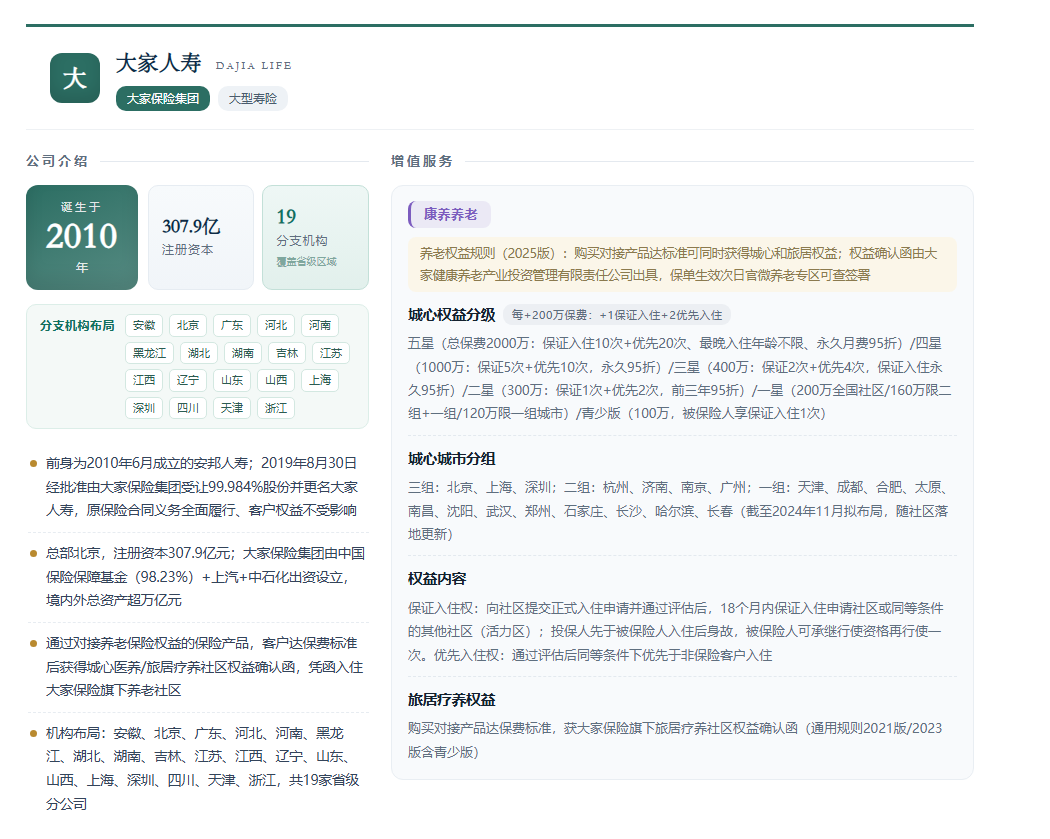 大
大家人寿 DAJIA LIFE
大家保险集团 大型寿险
公司介绍
诞生于
2010
年
307.9亿
注册资本
19
分支机构
覆盖省级区域
分支机构布局 安徽 北京 广东 河北 河南
黑龙江 湖北 湖南 吉林 江苏
江西 辽宁 山东 山西 上海
深圳 四川 天津 浙江
前身为2010年6月成立的安邦人寿；2019年8月30日
经批准由大家保险集团受让99.984%股份并更名大家
人寿，原保险合同义务全面履行、客户权益不受影响
总部北京，注册资本307.9亿元；大家保险集团由中国
保险保障基金（98.23%）+上汽+中石化出资设立，
境内外总资产超万亿元
通过对接养老保险权益的保险产品，客户达保费标准
后获得城心医养/旅居疗养社区权益确认函，凭函入住
大家保险旗下养老社区
机构布局：安徽、北京、广东、河北、河南、黑龙
江、湖北、湖南、吉林、江苏、江西、辽宁、山东、
山西、上海、深圳、四川、天津、浙江，共19家省级
分公司
增值服务
康养养老
养老权益规则（2025版）：购买对接产品达标准可同时获得城心和旅居权益；权益确认函由大
家健康养老产业投资管理有限责任公司出具，保单生效次日官微养老专区可查签署
城心权益分级 每+200万保费：+1保证入住+2优先入住
五星（总保费2000万：保证入住10次+优先20次、最晚入住年龄不限、永久月费95折）/四星
（1000万：保证5次+优先10次，永久95折）/三星（400万：保证2次+优先4次，保证入住永
久95折）/二星（300万：保证1次+优先2次，前三年95折）/一星（200万全国社区/160万限二
组+一组/120万限一组城市）/青少版（100万，被保险人享保证入住1次）
城心城市分组
三组：北京、上海、深圳；二组：杭州、济南、南京、广州；一组：天津、成都、合肥、太原、
南昌、沈阳、武汉、郑州、石家庄、长沙、哈尔滨、长春（截至2024年11月拟布局，随社区落
地更新）
权益内容
保证入住权：向社区提交正式入住申请并通过评估后，18个月内保证入住申请社区或同等条件
的其他社区（活力区）；投保人先于被保险人入住后身故，被保险人可承继行使资格再行使一
次。优先入住权：通过评估后同等条件下优先于非保险客户入住
旅居疗养权益
购买对接产品达保费标准，获大家保险旗下旅居疗养社区权益确认函（通用规则2021版/2023
版含青少版）